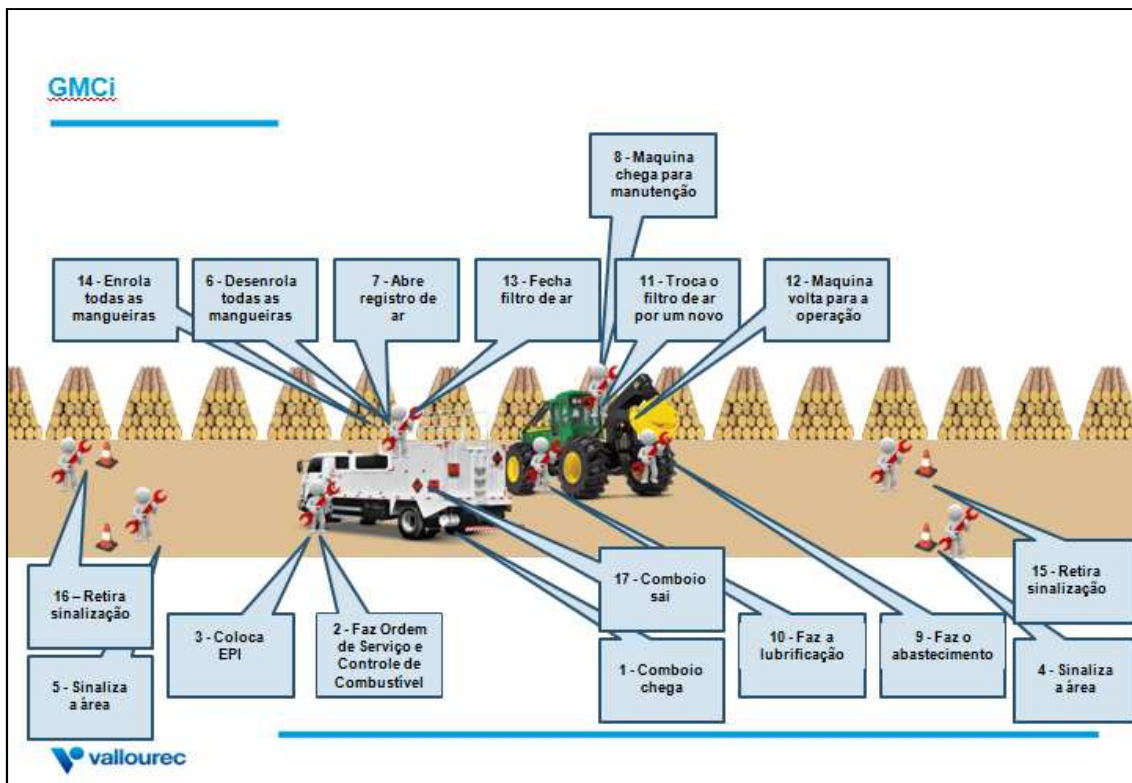 GMCi
8 - Maquina
chega para
manutenção
14 - Enrola
todas as
mangueiras
6 - Desenrola
todas as
mangueiras
7 - Abre
registro de
ar
13 - Fecha
filtro de ar
11 - Troca o
filtro de ar
por um novo
12 - Maquina
volta para a
operação
16 – Retira
sinalização
5 - Sinaliza
a área
3 - Coloca
EPI
2 - Faz Ordem
de Serviço e
Controle de
Combustível
17 - Comboio
sai
1 - Comboio
chega
10 - Faz a
lubrificação
9 - Faz o
abastecimento
15 - Retira
sinalização
4 - Sinaliza
a área
vallourec